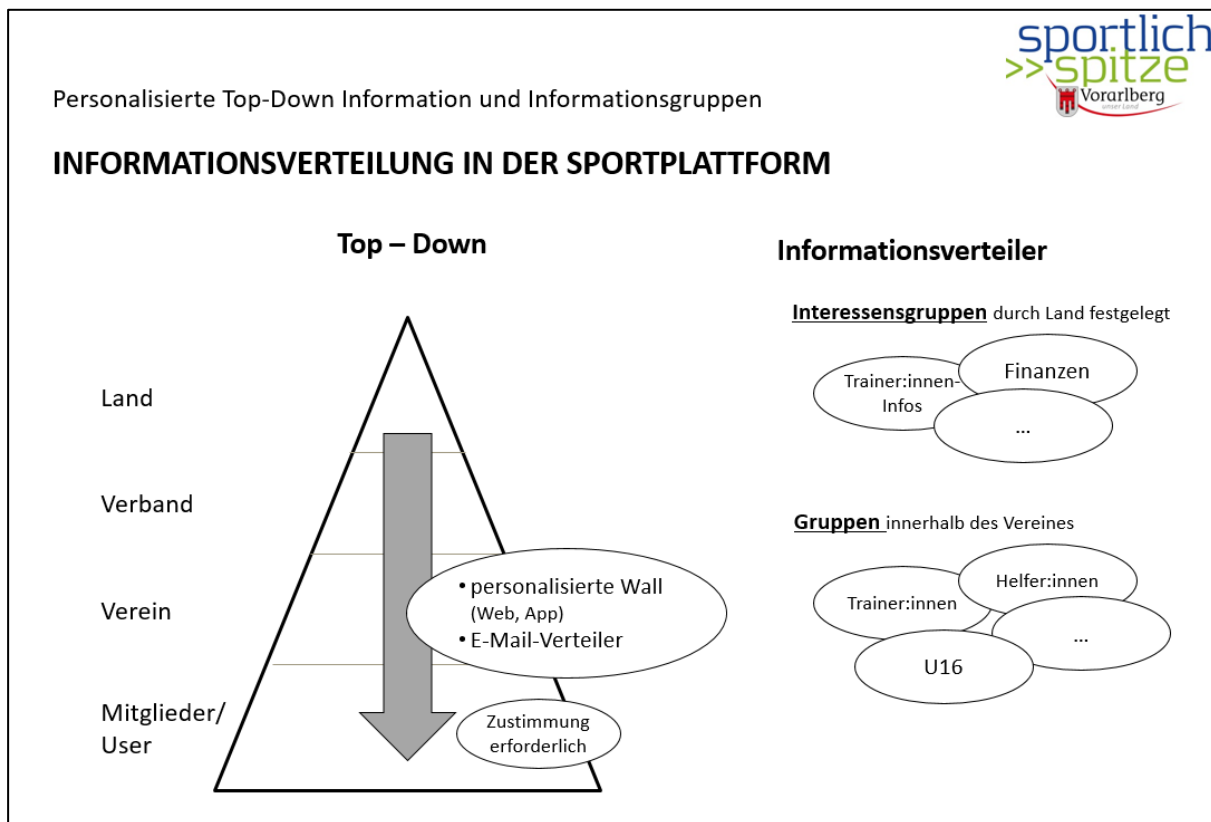 sportlich
>> spitze
Vorarlberg
unser Land
Personalisierte Top-Down Information und Informationsgruppen
INFORMATIONSVERTEILUNG IN DER SPORTPLATTFORM
Top – Down
Land
Verband
Verein
Mitglieder/
User
• personalisierte Wall
(Web, App)
• E-Mail-Verteiler
Zustimmung
erforderlich
Informationsverteiler
Interessensgruppen durch Land festgelegt
Trainer:innen-
Infos
Finanzen
...
Gruppen innerhalb des Vereines
Helfer:innen
Trainer:innen
...
U16